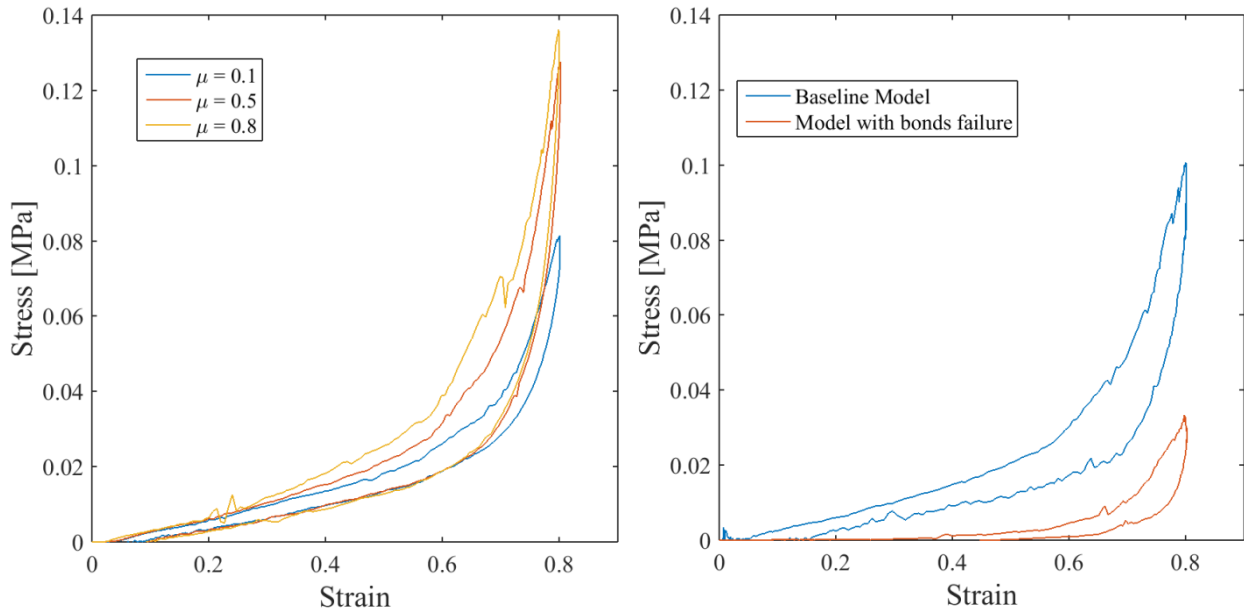 0.14
0.12
0.1
0.08
0.06
0.04
0.02
0
Stress [MPa]
μ = 0.1
μ = 0.5
μ = 0.8
0 0.2 0.4 0.6 0.8
Strain
0.14
0.12
0.1
0.08
0.06
0.04
0.02
0
Stress [MPa]
Baseline Model
Model with bonds failure
0 0.2 0.4 0.6 0.8
Strain